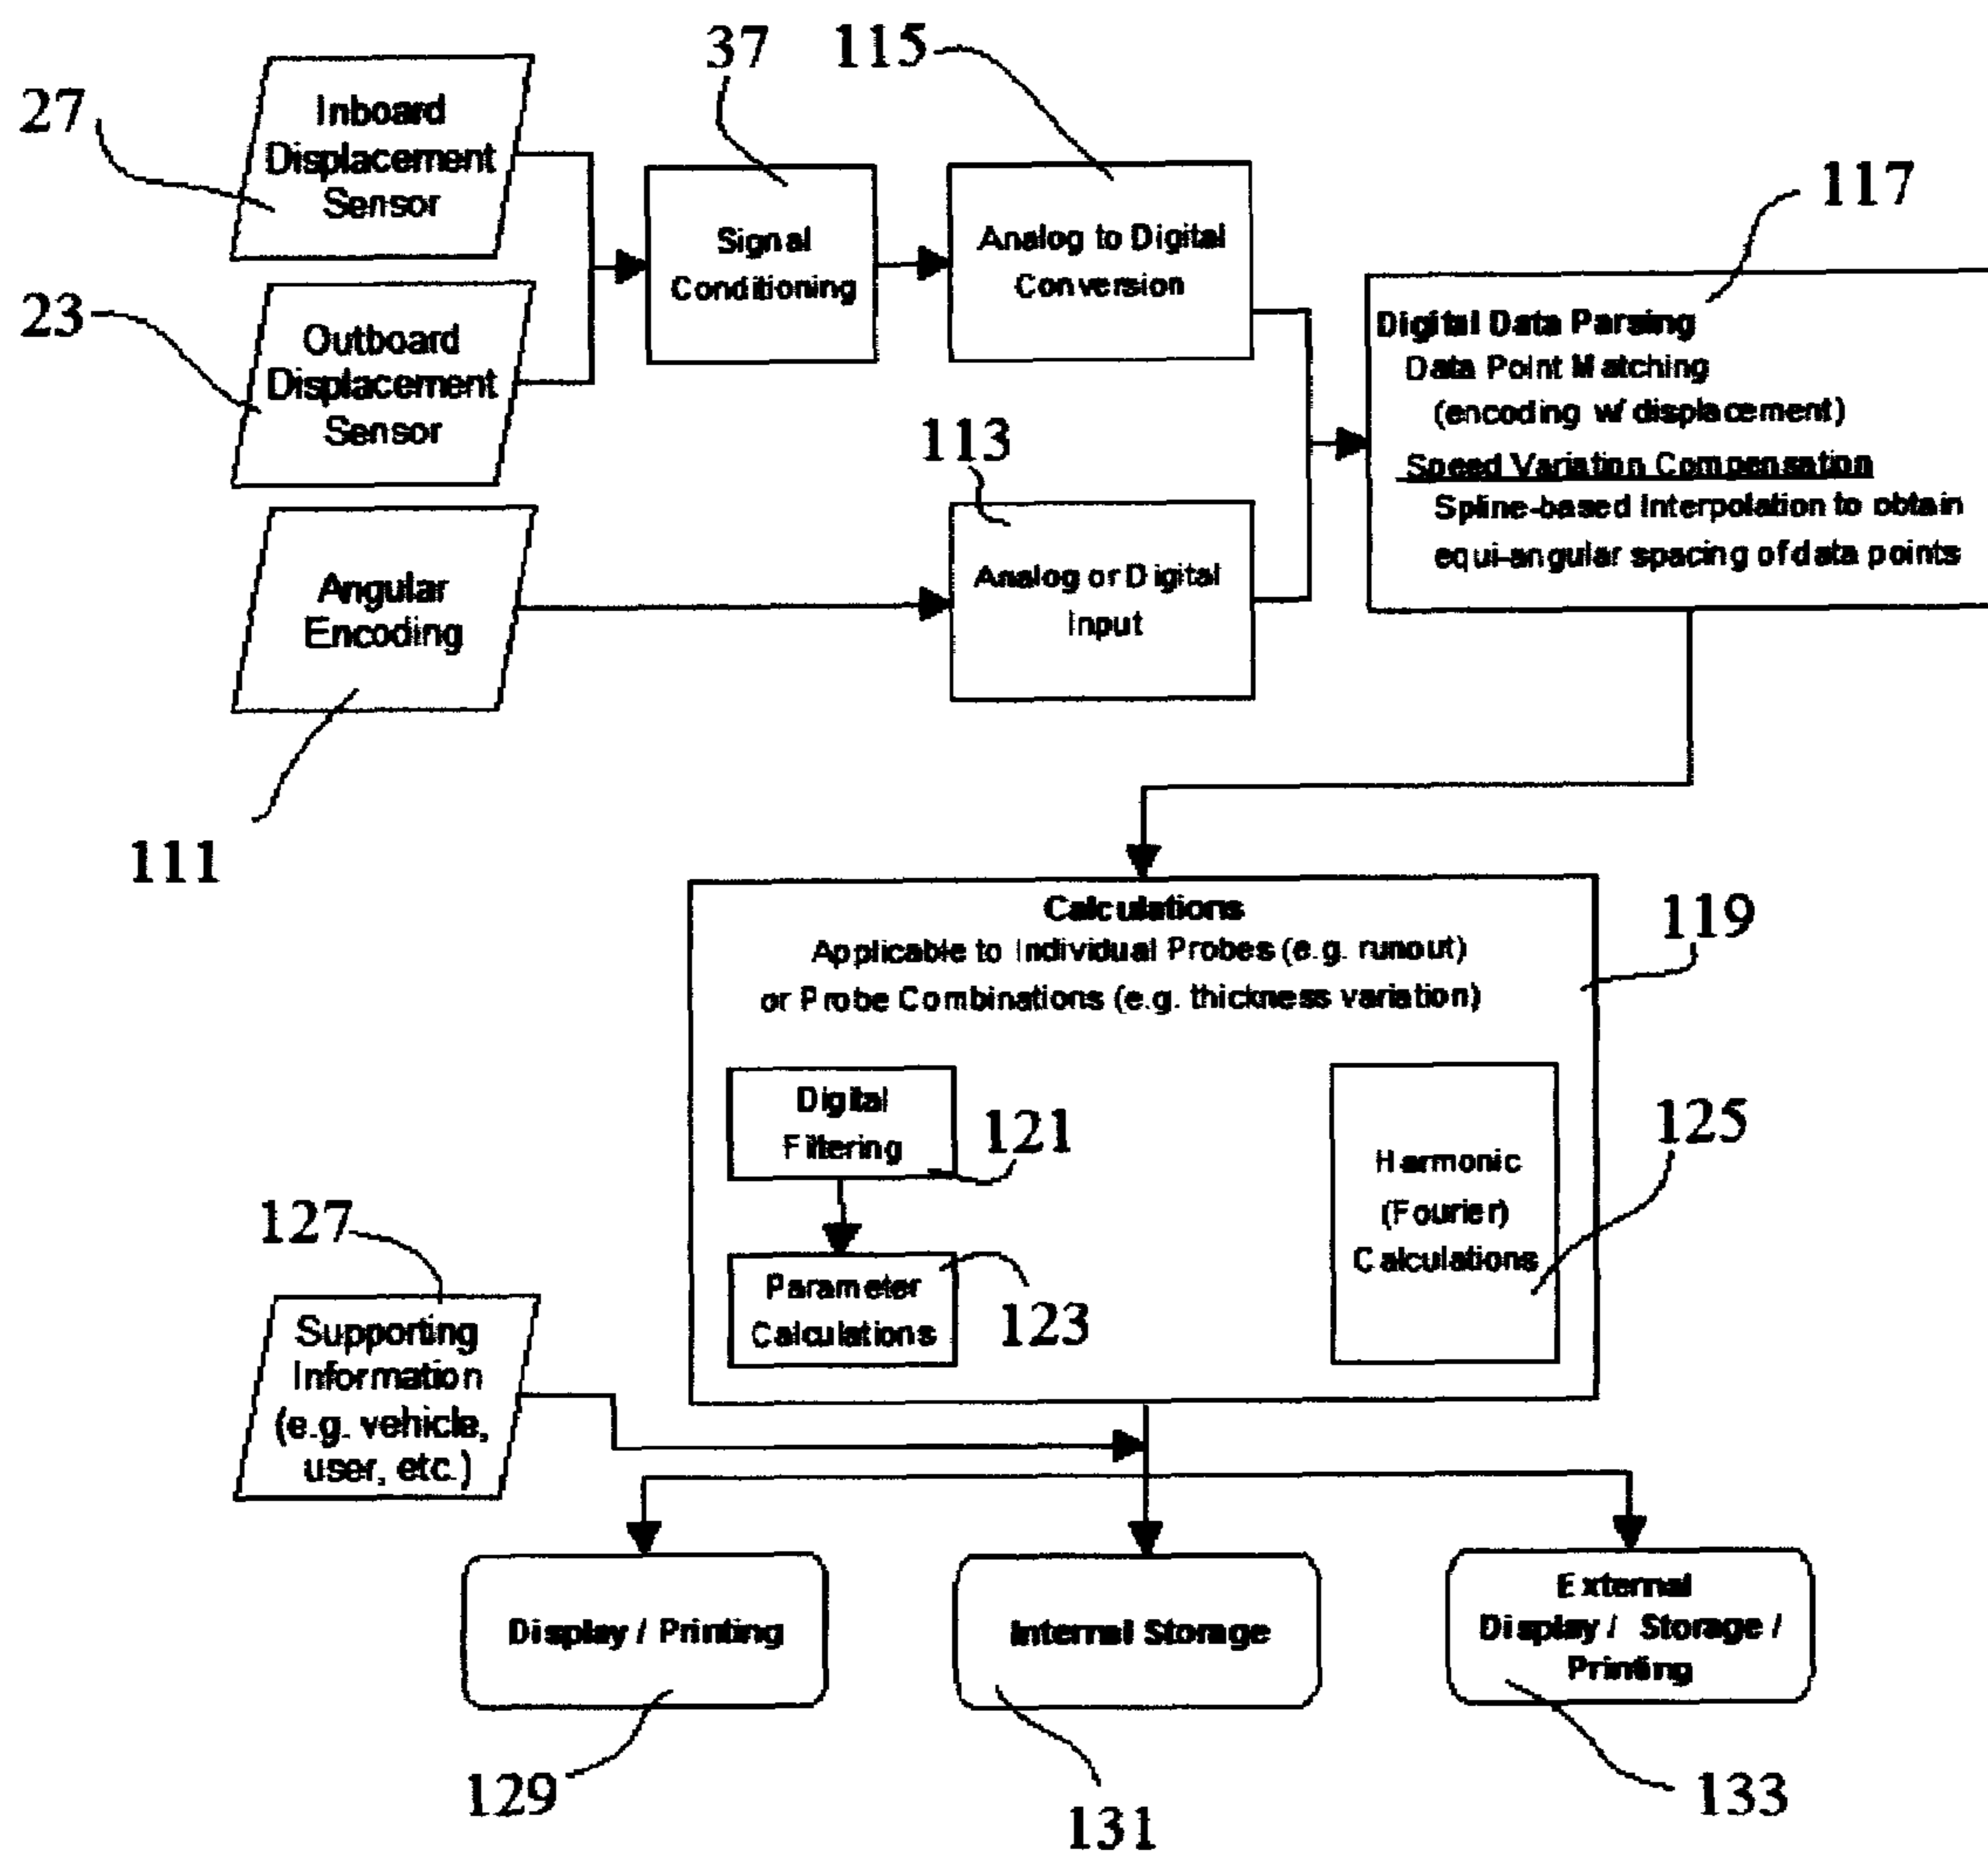 37
115
27
Inboard
Displacement
Sensor
117
Signal
Conditioning
Analog to Digital
Conversion
23
Outboard
Displacement
Sensor
Digital Data Parsing
Data Point Matching
(encoding w/ displacement)
Speed Variation Compensation
Spline-based Interpolation to obtain
equi-angular spacing of data points
113
Angular
Encoding
Analog or Digital
Input
111
Calculations
Applicable to Individual Probes (e.g. runout)
or Probe Combinations (e.g. thickness variation)
119
Digital
Filtering
121
125
Harmonic
(Fourier)
Calculations
127
Parameter
Calculations
123
Supporting
Information
(e.g. vehicle,
user, etc.)
Display / Printing
Internal Storage
External
Display / Storage /
Printing
129
131
133